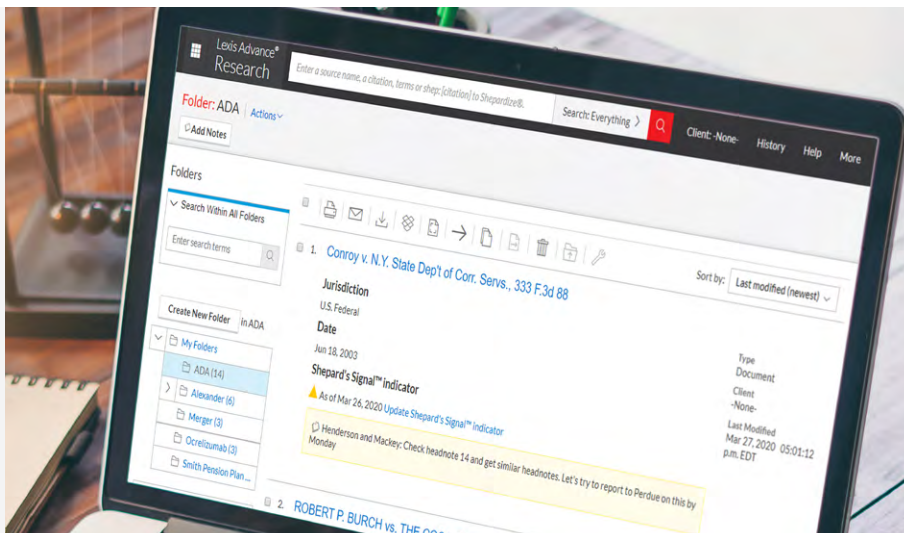 Lexis Advance®
Research
Enter a source name, a citation, terms or shep:[citation] to Shepardize®.
Search: Everything
Client: -None-
History
Help
More
Folder: ADA
Actions
Add Notes
Folders
Search Within All Folders
Enter search terms
Create New Folder
in ADA
My Folders
ADA (14)
Alexander (6)
Merger (3)
Ocrelizumab (3)
Smith Pension Plan ...
Sort by:
Last modified (newest)
1. Conroy v. N.Y. State Dep't of Corr. Servs., 333 F.3d 88
Jurisdiction
U.S. Federal
Date
Jun 18, 2003
Shepard's Signal™ indicator
As of Mar 26, 2020 Update Shepard's Signal™ indicator
Henderson and Mackey: Check headnote 14 and get similar headnotes. Let's try to report to Perdue on this by
Monday
Type
Document
Client
-None-
Last Modified
Mar 27, 2020 05:01:12
p.m. EDT
2. ROBERT P. BURCH vs. THE